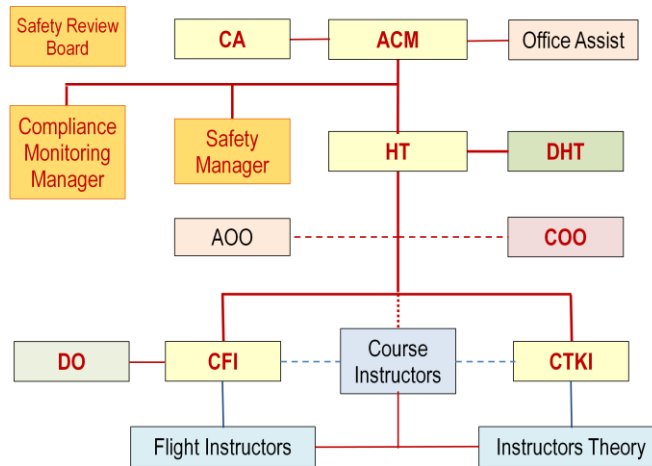 Safety Review
Board
CA
ACM
Office Assist
Compliance
Monitoring
Manager
Safety
Manager
HT
DHT
AOO
COO
DO
CFI
Course
Instructors
CTKI
Flight Instructors
Instructors Theory